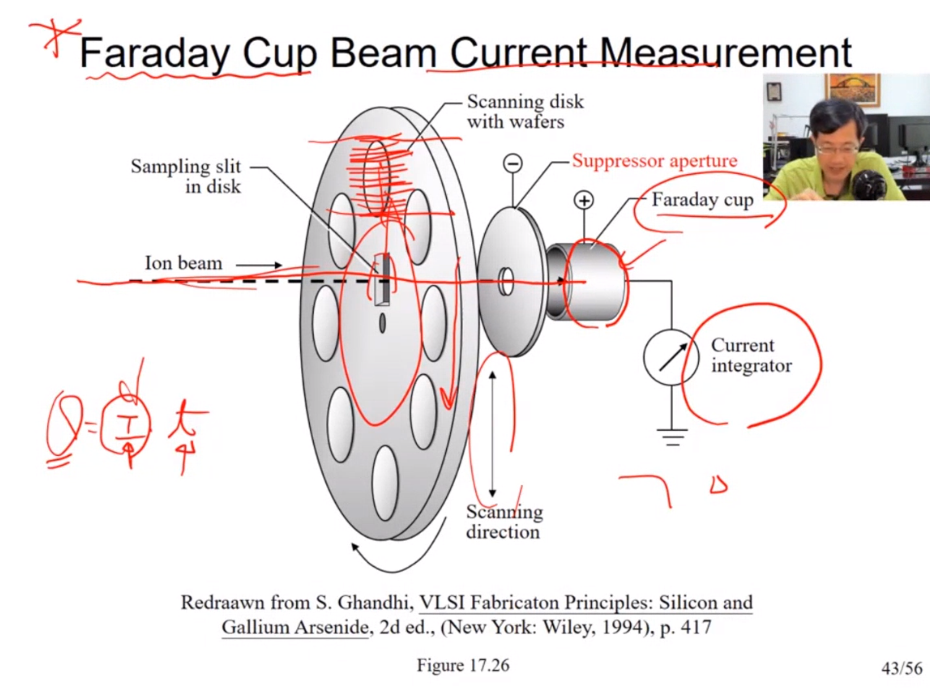 Faraday Cup Beam Current Measurement
Scanning disk
with wafers
Sampling slit
in disk
Suppressor aperture
Faraday cup
Ion beam
Current
integrator
Scanning
direction
Redraawn from S. Ghandhi, VLSI Fabricaton Principles: Silicon and
Gallium Arsenide, 2d ed., (New York: Wiley, 1994), p. 417
Figure 17.26
43/56